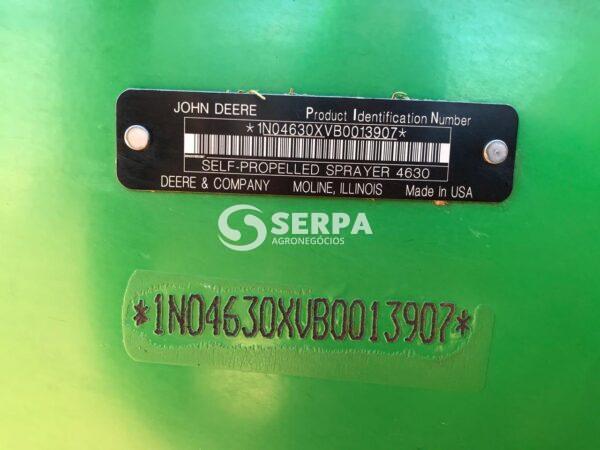 JOHN DEERE Product Identification Number
*1N04630XVB0013907*
SELF-PROPELLED SPRAYER 4630
DEERE & COMPANY MOLINE, ILLINOIS Made in USA
SERPA
AGRONEGÓCIOS
*1N04630XVB0013907*